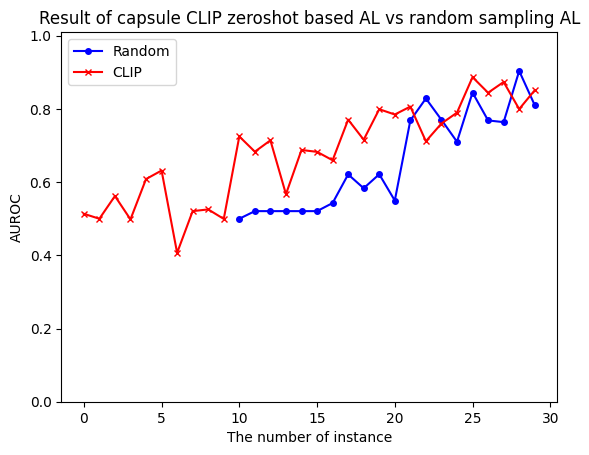 Result of capsule CLIP zeroshot based AL vs random sampling AL
Random
CLIP
AUROC
1.0
0.8
0.6
0.4
0.2
0.0
0 5 10 15 20 25 30
The number of instance